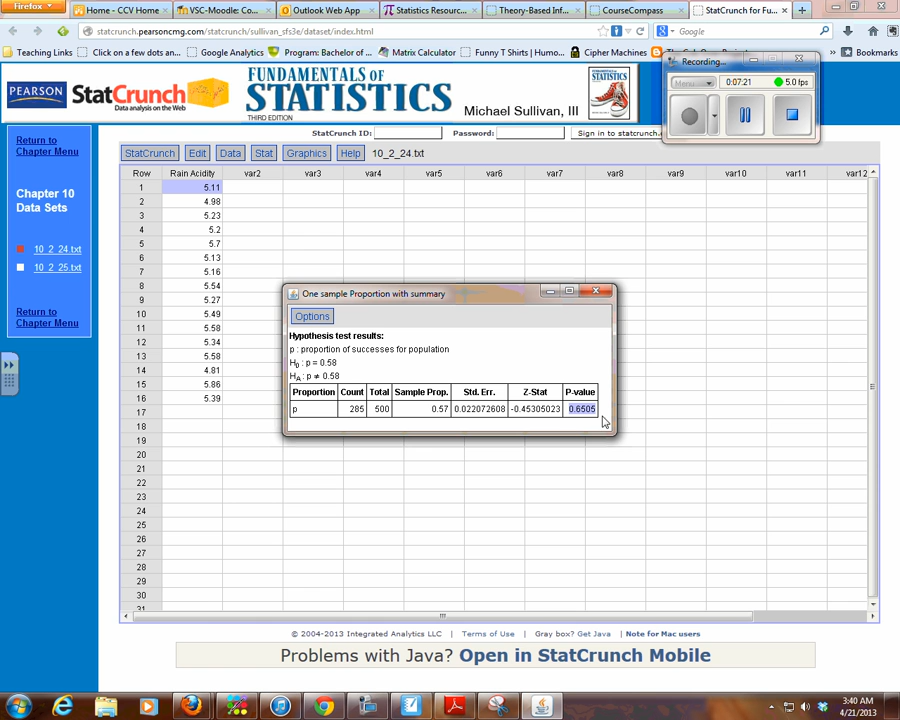 Firefox
Home - CCV Home
VSC-Moodle: Co...
Outlook Web App
Statistics Resourc...
Theory-Based Inf...
CourseCompass
StatCrunch for Fu...
statcrunch.pearsoncmg.com/statcrunch/sullivan_sfs3e/dataset/index.html
Google
Teaching Links
Click on a few dots an...
Google Analytics
Program: Bachelor of ...
Matrix Calculator
Funny T Shirts | Humo...
Cipher Machines
Bookmarks
Recording...
Menu
0:07:21
5.0 fps
PEARSON
StatCrunch
Data analysis on the Web
FUNDAMENTALS OF
STATISTICS
THIRD EDITION
Michael Sullivan, III
STATISTICS
StatCrunch ID:
Password:
Sign in to statcrunch.
Return to
Chapter Menu
Chapter 10
Data Sets
10_2_24.txt
10_2_25.txt
Return to
Chapter Menu
StatCrunch Edit Data Stat Graphics Help 10_2_24.txt
Row Rain Acidity var2 var3 var4 var5 var6 var7 var8 var9 var10 var11 var12
1 5.11
2 4.98
3 5.23
4 5.2
5 5.7
6 5.13
7 5.16
8 5.54
9 5.27
10 5.49
11 5.58
12 5.34
13 5.58
14 4.81
15 5.86
16 5.39
17
18
19
20
21
22
23
24
25
26
27
28
29
30
31
One sample Proportion with summary
Options
Hypothesis test results:
p : proportion of successes for population
H0 : p = 0.58
HA : p ≠ 0.58
Proportion Count Total Sample Prop. Std. Err. Z-Stat P-value
p 285 500 0.57 0.022072608 -0.45305023 0.6505
© 2004-2013 Integrated Analytics LLC | Terms of Use | Gray box? Get Java | Note for Mac users
Problems with Java? Open in StatCrunch Mobile
3:40 AM
4/21/2013